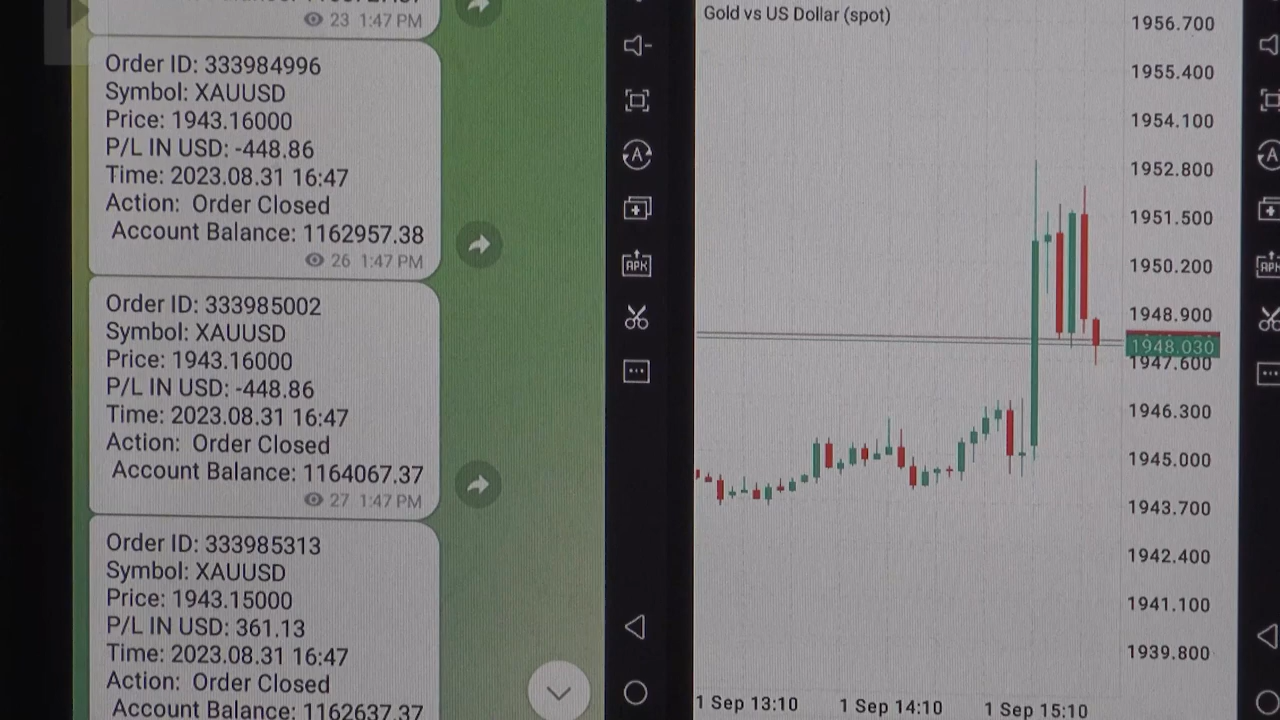 23 1:47 PM
Order ID: 333984996
Symbol: XAUUSD
Price: 1943.16000
P/L IN USD: -448.86
Time: 2023.08.31 16:47
Action: Order Closed
Account Balance: 1162957.38
26 1:47 PM
Order ID: 333985002
Symbol: XAUUSD
Price: 1943.16000
P/L IN USD: -448.86
Time: 2023.08.31 16:47
Action: Order Closed
Account Balance: 1164067.37
27 1:47 PM
Order ID: 333985313
Symbol: XAUUSD
Price: 1943.15000
P/L IN USD: 361.13
Time: 2023.08.31 16:47
Action: Order Closed
Account Balance: 1162637.37
A
APK
Gold vs US Dollar (spot)
1956.700
1955.400
1954.100
1952.800
1951.500
1950.200
1948.900
1948.030
1947.600
1946.300
1945.000
1943.700
1942.400
1941.100
1939.800
1 Sep 13:10
1 Sep 14:10
1 Sep 15:10